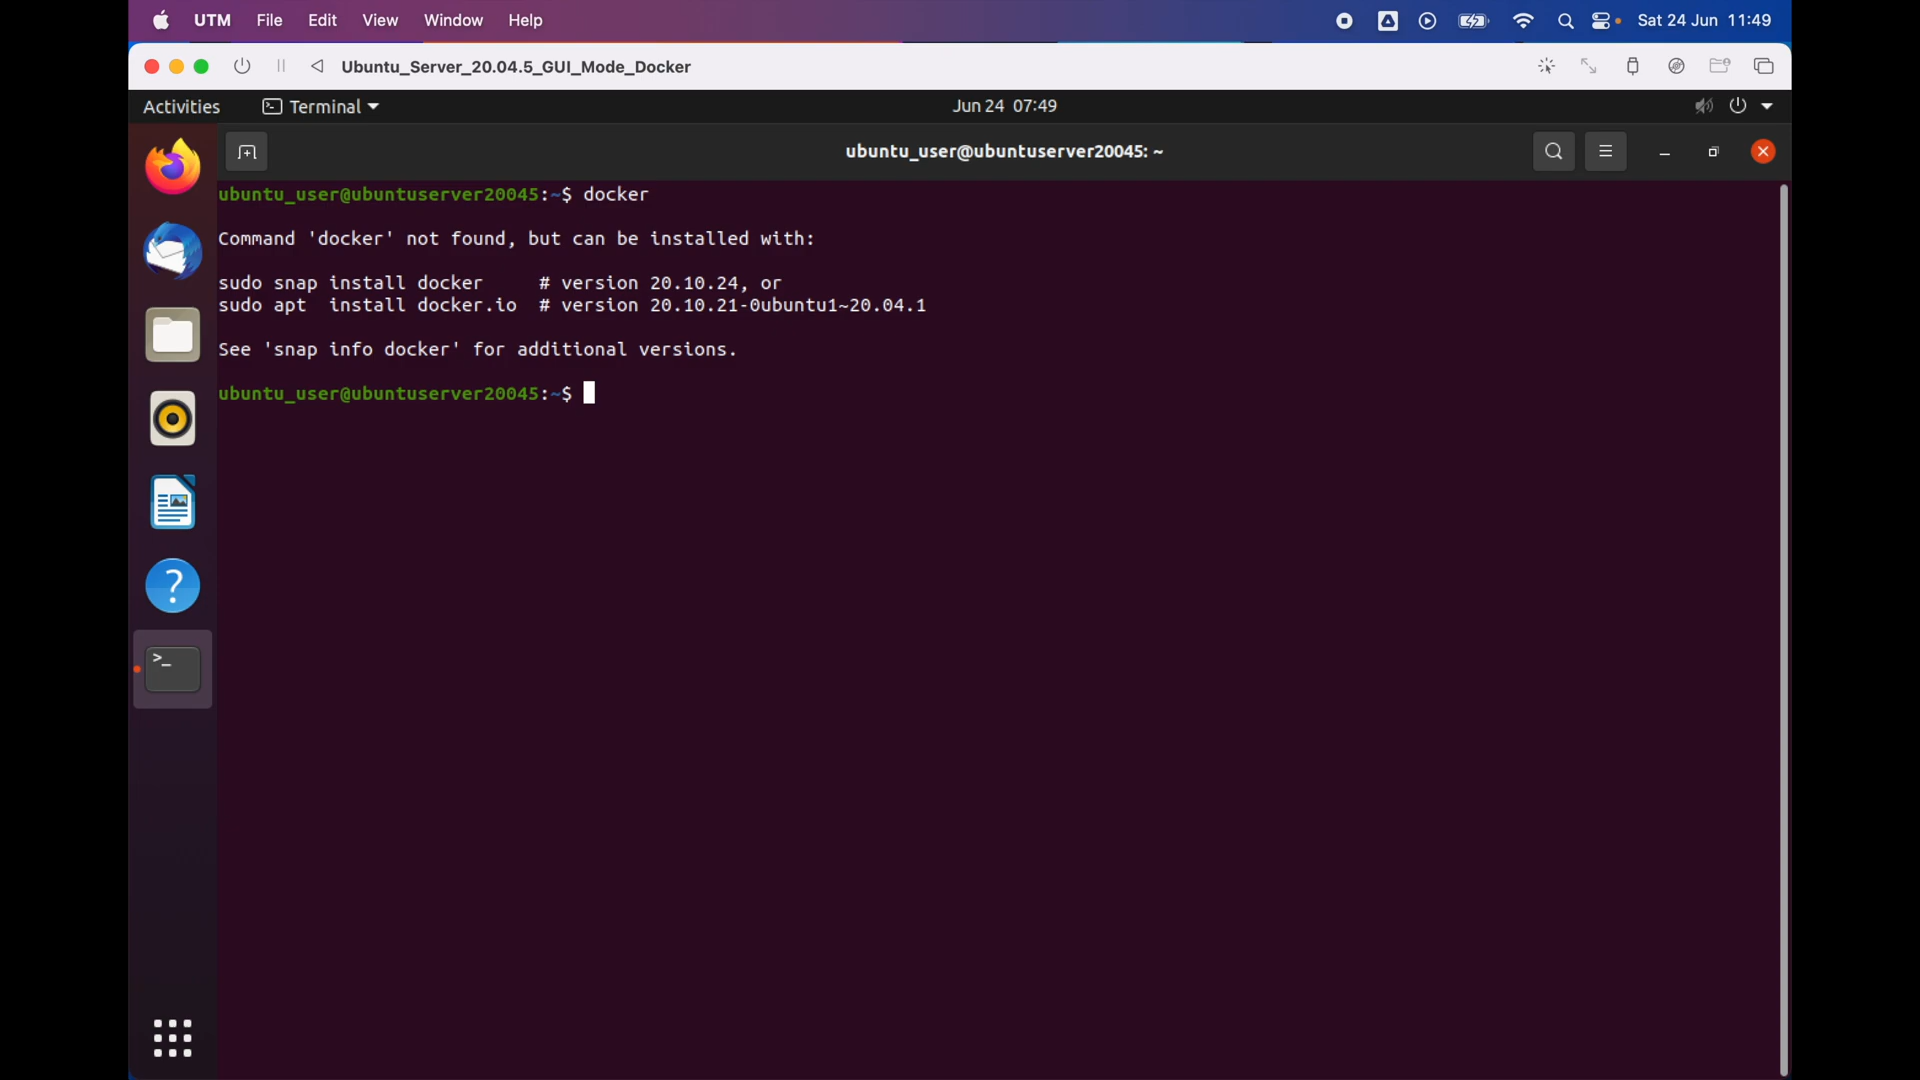 UTM File Edit View Window Help Sat 24 Jun 11:49
Ubuntu_Server_20.04.5_GUI_Mode_Docker
Activities Terminal Jun 24 07:49
ubuntu_user@ubuntuserver20045: ~
ubuntu_user@ubuntuserver20045:~$ docker
Command 'docker' not found, but can be installed with:
sudo snap install docker     # version 20.10.24, or
sudo apt  install docker.io  # version 20.10.21-0ubuntu1~20.04.1
See 'snap info docker' for additional versions.
ubuntu_user@ubuntuserver20045:~$